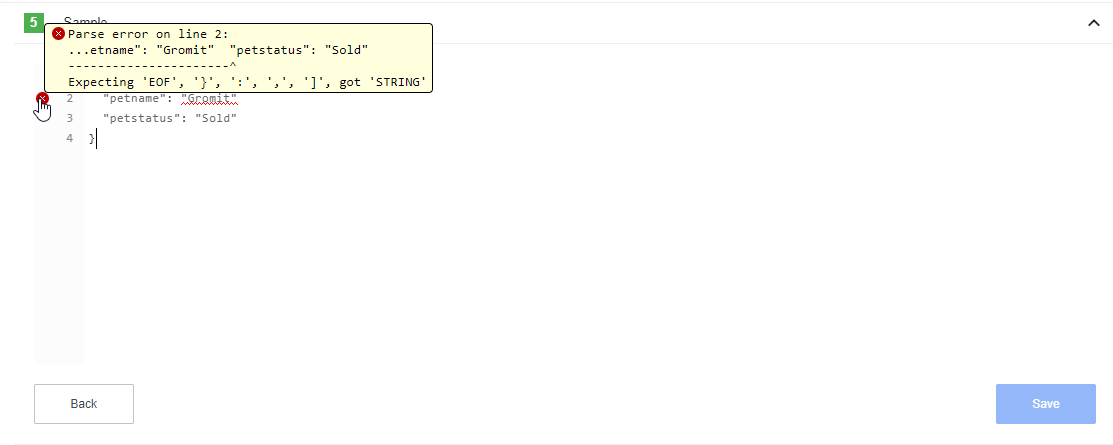 5 Sample
Parse error on line 2:
...etname": "Gromit"  "petstatus": "Sold"
----------------------^
Expecting 'EOF', '}', ':', ',', ']', got 'STRING'
2 "petname": "Gromit"
3 "petstatus": "Sold"
4 }
Back
Save